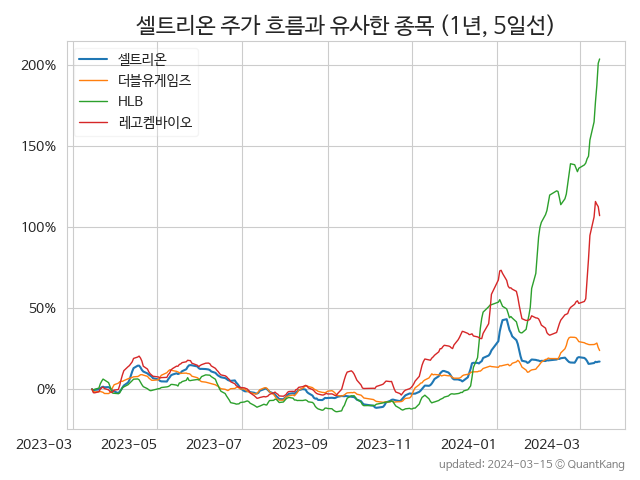 셀트리온 주가 흐름과 유사한 종목 (1년, 5일선)
셀트리온
더블유게임즈
HLB
레고켐바이오
200%
150%
100%
50%
0%
2023-03
2023-05
2023-07
2023-09
2023-11
2024-01
2024-03
updated: 2024-03-15 ⓒ QuantKang